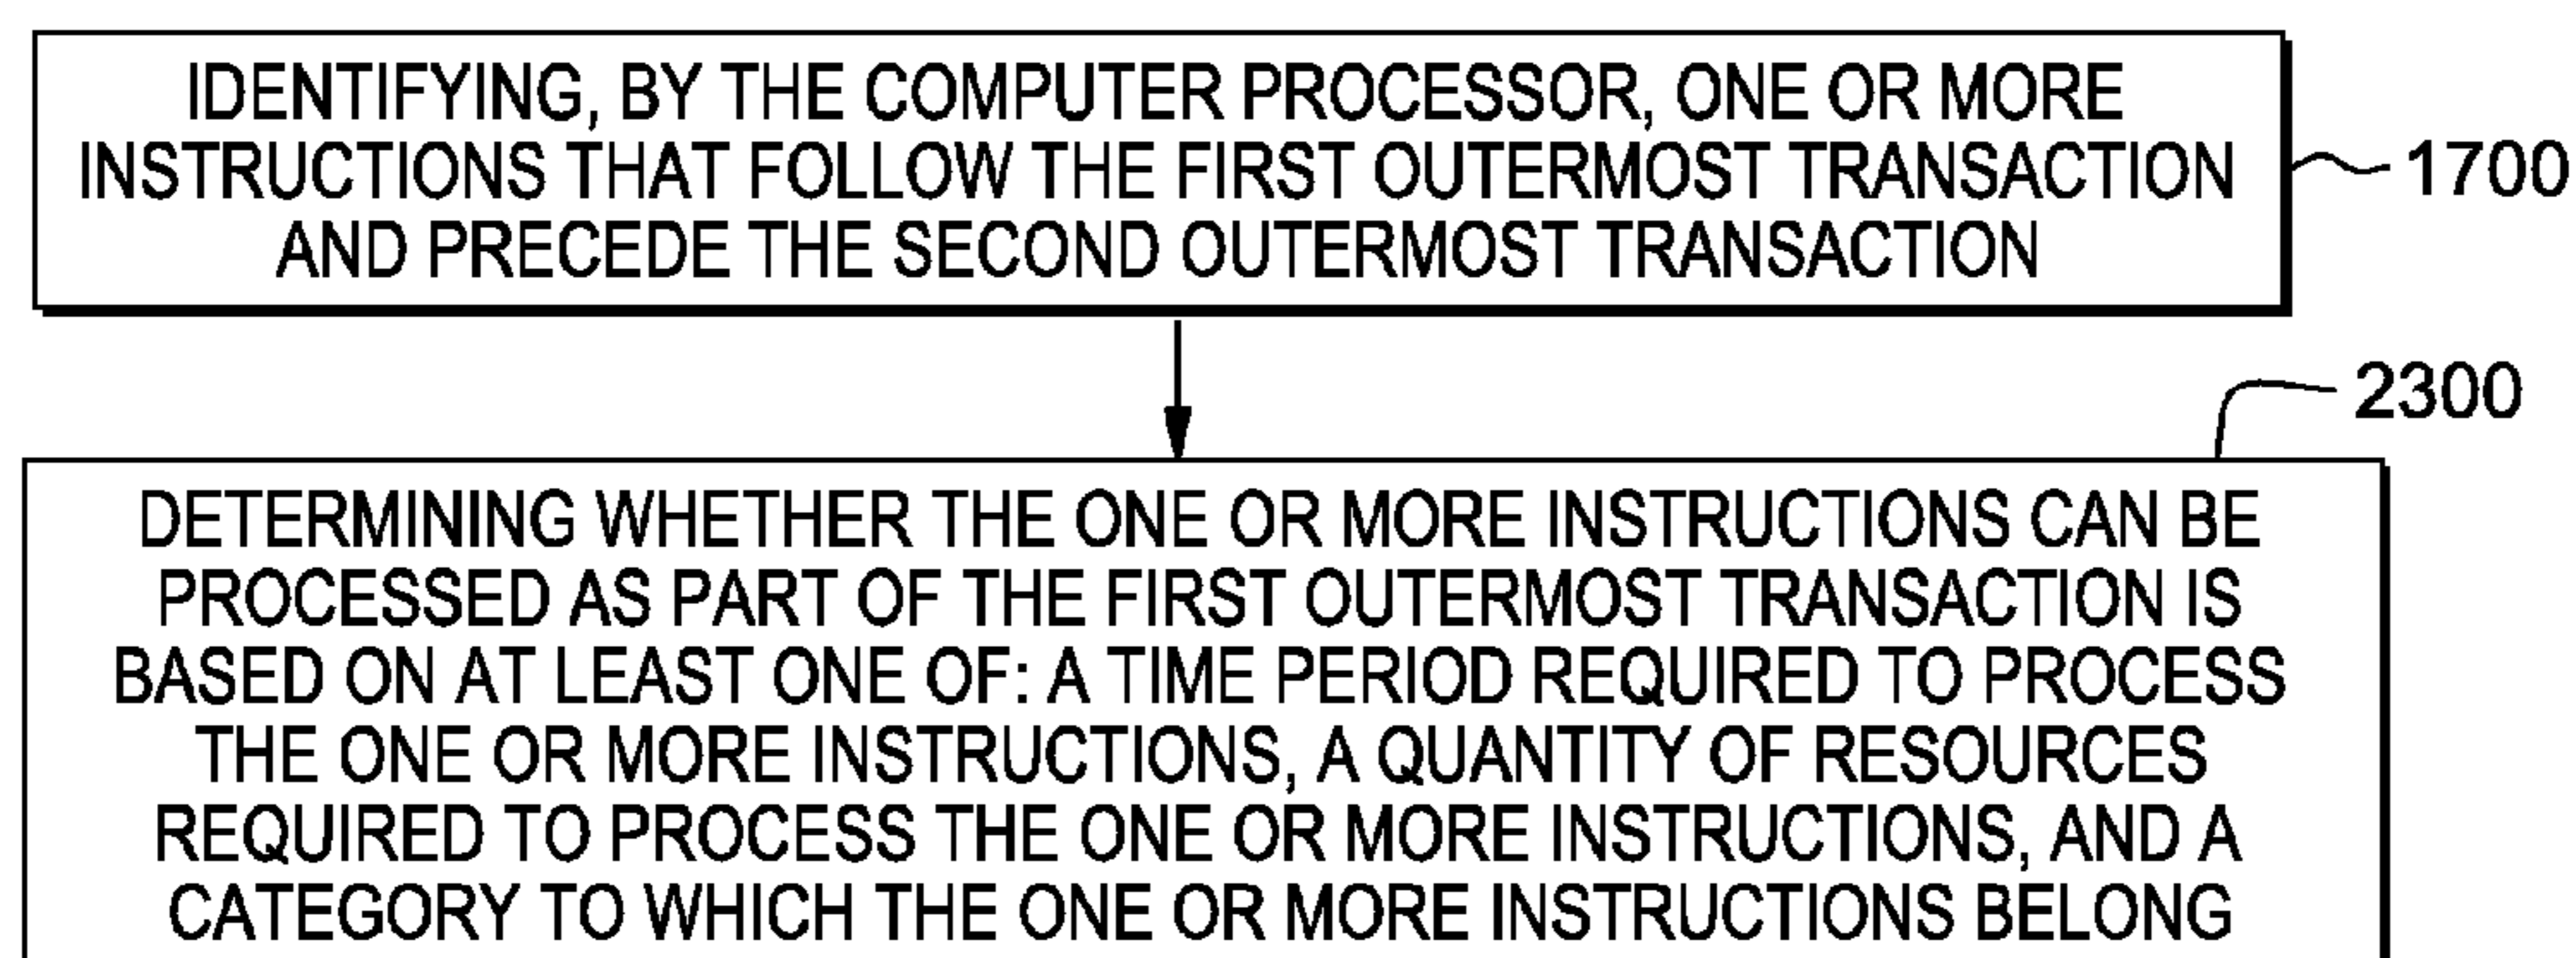 IDENTIFYING, BY THE COMPUTER PROCESSOR, ONE OR MORE
INSTRUCTIONS THAT FOLLOW THE FIRST OUTERMOST TRANSACTION
AND PRECEDE THE SECOND OUTERMOST TRANSACTION
1700
2300
DETERMINING WHETHER THE ONE OR MORE INSTRUCTIONS CAN BE
PROCESSED AS PART OF THE FIRST OUTERMOST TRANSACTION IS
BASED ON AT LEAST ONE OF: A TIME PERIOD REQUIRED TO PROCESS
THE ONE OR MORE INSTRUCTIONS, A QUANTITY OF RESOURCES
REQUIRED TO PROCESS THE ONE OR MORE INSTRUCTIONS, AND A
CATEGORY TO WHICH THE ONE OR MORE INSTRUCTIONS BELONG